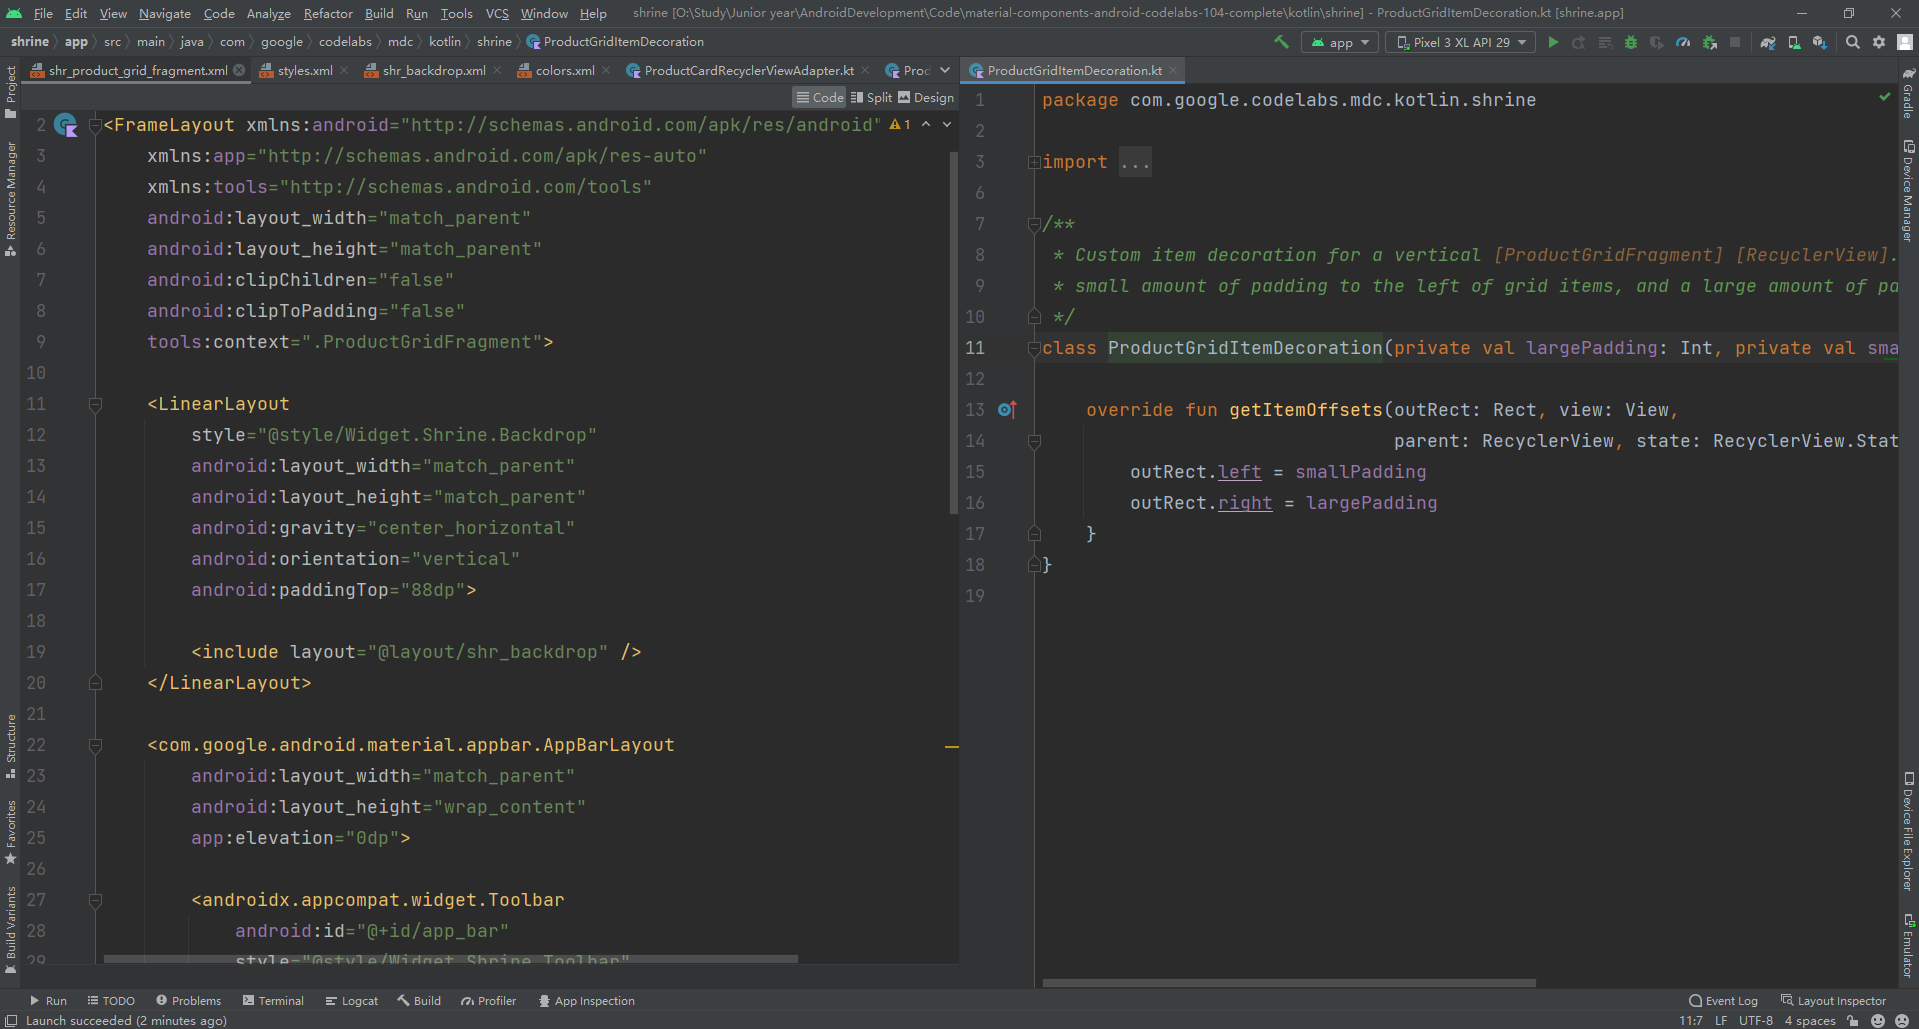 File Edit View Navigate Code Analyze Refactor Build Run Tools VCS Window Help shrine [O:\Study\Junior year\AndroidDevelopment\Code\material-components-android-codelabs-104-complete\kotlin\shrine] - ProductGridItemDecoration.kt [shrine.app]
shrine app src main java com google codelabs mdc kotlin shrine ProductGridItemDecoration app Pixel 3 XL API 29
shr_product_grid_fragment.xml styles.xml shr_backdrop.xml colors.xml ProductCardRecyclerViewAdapter.kt Prod
Code Split Design
1
2 <FrameLayout xmlns:android="http://schemas.android.com/apk/res/android"
3 xmlns:app="http://schemas.android.com/apk/res-auto"
4 xmlns:tools="http://schemas.android.com/tools"
5 android:layout_width="match_parent"
6 android:layout_height="match_parent"
7 android:clipChildren="false"
8 android:clipToPadding="false"
9 tools:context=".ProductGridFragment">
10
11 <LinearLayout
12 style="@style/Widget.Shrine.Backdrop"
13 android:layout_width="match_parent"
14 android:layout_height="match_parent"
15 android:gravity="center_horizontal"
16 android:orientation="vertical"
17 android:paddingTop="88dp">
18
19 <include layout="@layout/shr_backdrop" />
20 </LinearLayout>
21
22 <com.google.android.material.appbar.AppBarLayout
23 android:layout_width="match_parent"
24 android:layout_height="wrap_content"
25 app:elevation="0dp">
26
27 <androidx.appcompat.widget.Toolbar
28 android:id="@+id/app_bar"
29 style="@style/Widget.Shrine.Toolbar"
ProductGridItemDecoration.kt
1 package com.google.codelabs.mdc.kotlin.shrine
2
3 import ...
6
7 /**
8 * Custom item decoration for a vertical [ProductGridFragment] [RecyclerView].
9 * small amount of padding to the left of grid items, and a large amount of pa
10 */
11 class ProductGridItemDecoration(private val largePadding: Int, private val sma
12
13 override fun getItemOffsets(outRect: Rect, view: View,
14 parent: RecyclerView, state: RecyclerView.Stat
15 outRect.left = smallPadding
16 outRect.right = largePadding
17 }
18 }
19
Project
Resource Manager
Structure
Favorites
Build Variants
Gradle
Device Manager
Device File Explorer
Emulator
Run TODO Problems Terminal Logcat Build Profiler App Inspection Event Log Layout Inspector
Launch succeeded (2 minutes ago) 11:7 LF UTF-8 4 spaces